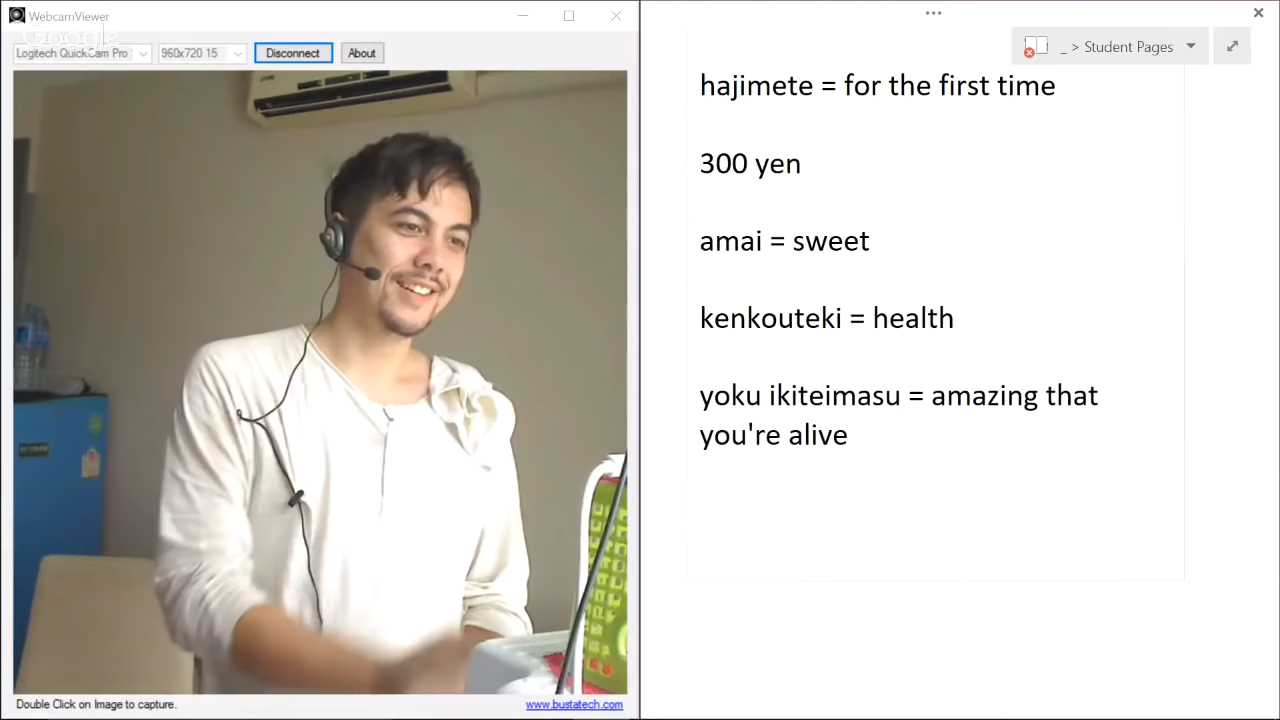 WebcamViewer
Google
Logitech QuickCam Pro
960x720 15
Disconnect
About
Double Click on Image to capture.
www.bustatech.com
_ > Student Pages
hajimete = for the first time
300 yen
amai = sweet
kenkouteki = health
yoku ikiteimasu = amazing that
you're alive